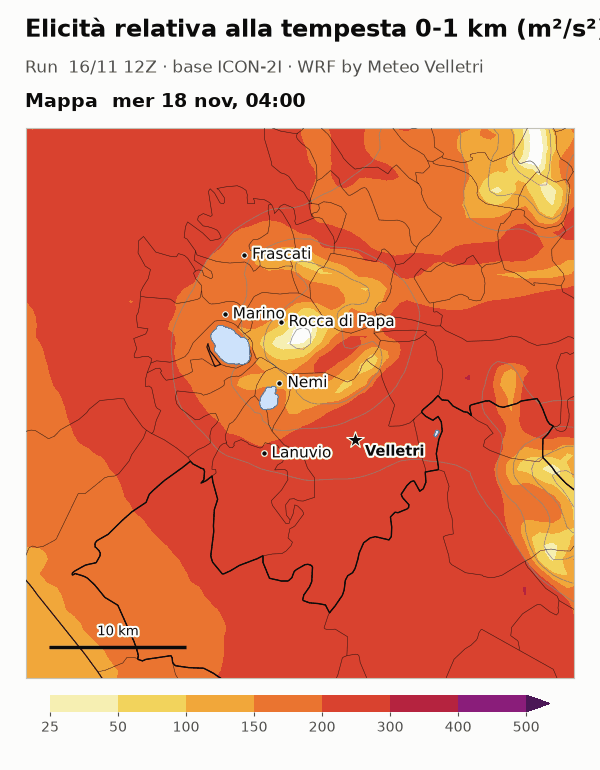 Elicità relativa alla tempesta 0-1 km (m²/s²)
Run 16/11 12Z · base ICON-2I · WRF by Meteo Velletri
Mappa mer 18 nov, 04:00
Frascati
Marino
Rocca di Papa
Nemi
Velletri
Lanuvio
10 km
25 50 100 150 200 300 400 500